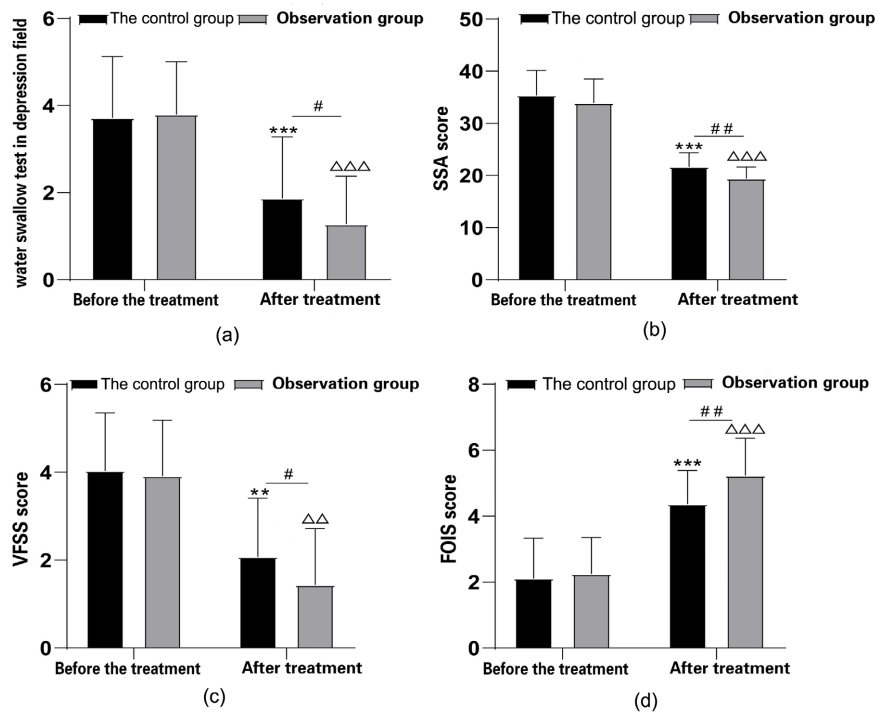 The control group Observation group
water swallow test in depression field
6
4
2
0
***
#
△△△
Before the treatment After treatment
(a)
The control group Observation group
SSA score
50
40
30
20
10
0
***
##
△△△
Before the treatment After treatment
(b)
The control group Observation group
VFSS score
6
4
2
0
**
#
△△
Before the treatment After treatment
(c)
The control group Observation group
FOIS score
8
6
4
2
0
***
##
△△△
Before the treatment After treatment
(d)